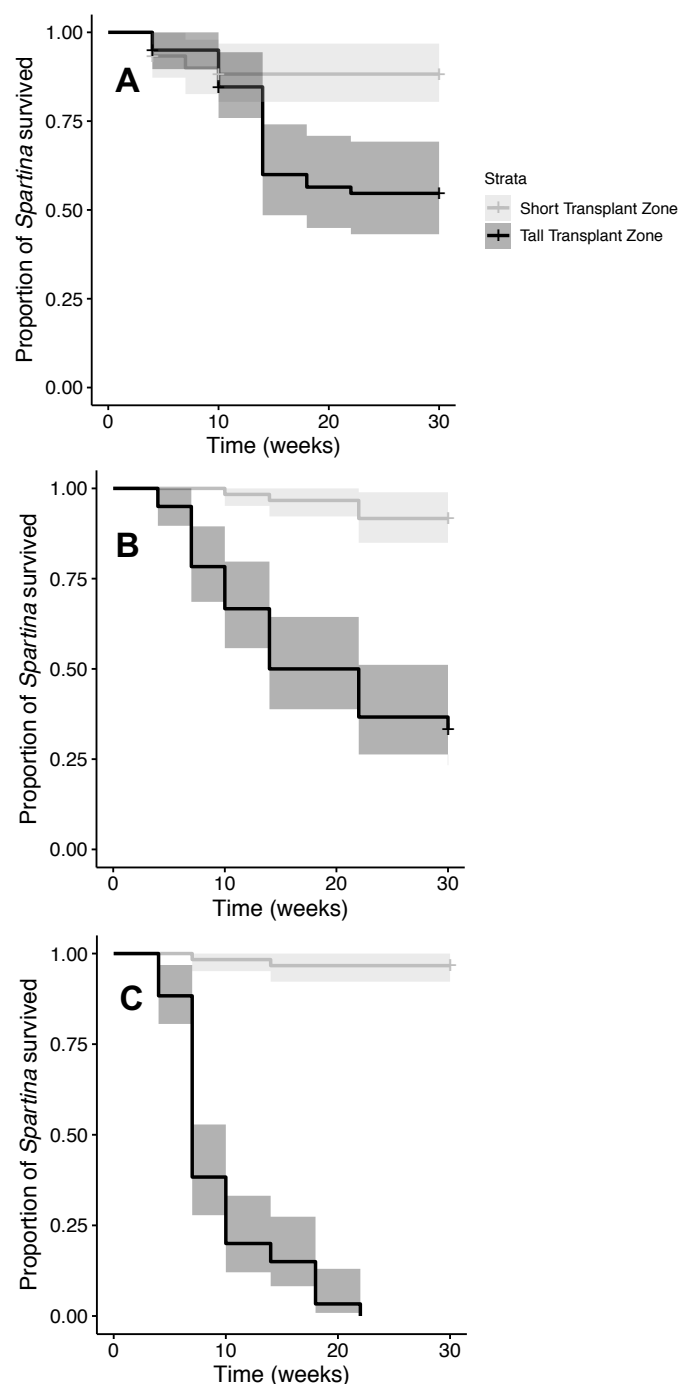 1.00
0.75
0.50
0.25
0.00
Proportion of Spartina survived
A
0 10 20 30
Time (weeks)
Strata
Short Transplant Zone
Tall Transplant Zone
1.00
0.75
0.50
0.25
0.00
Proportion of Spartina survived
B
0 10 20 30
Time (weeks)
1.00
0.75
0.50
0.25
0.00
Proportion of Spartina survived
C
0 10 20 30
Time (weeks)